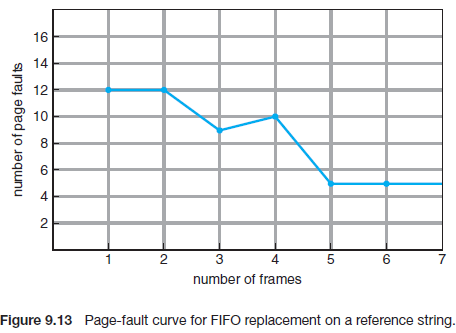 number of page faults
16
14
12
10
8
6
4
2
1 2 3 4 5 6 7
number of frames
Figure 9.13 Page-fault curve for FIFO replacement on a reference string.